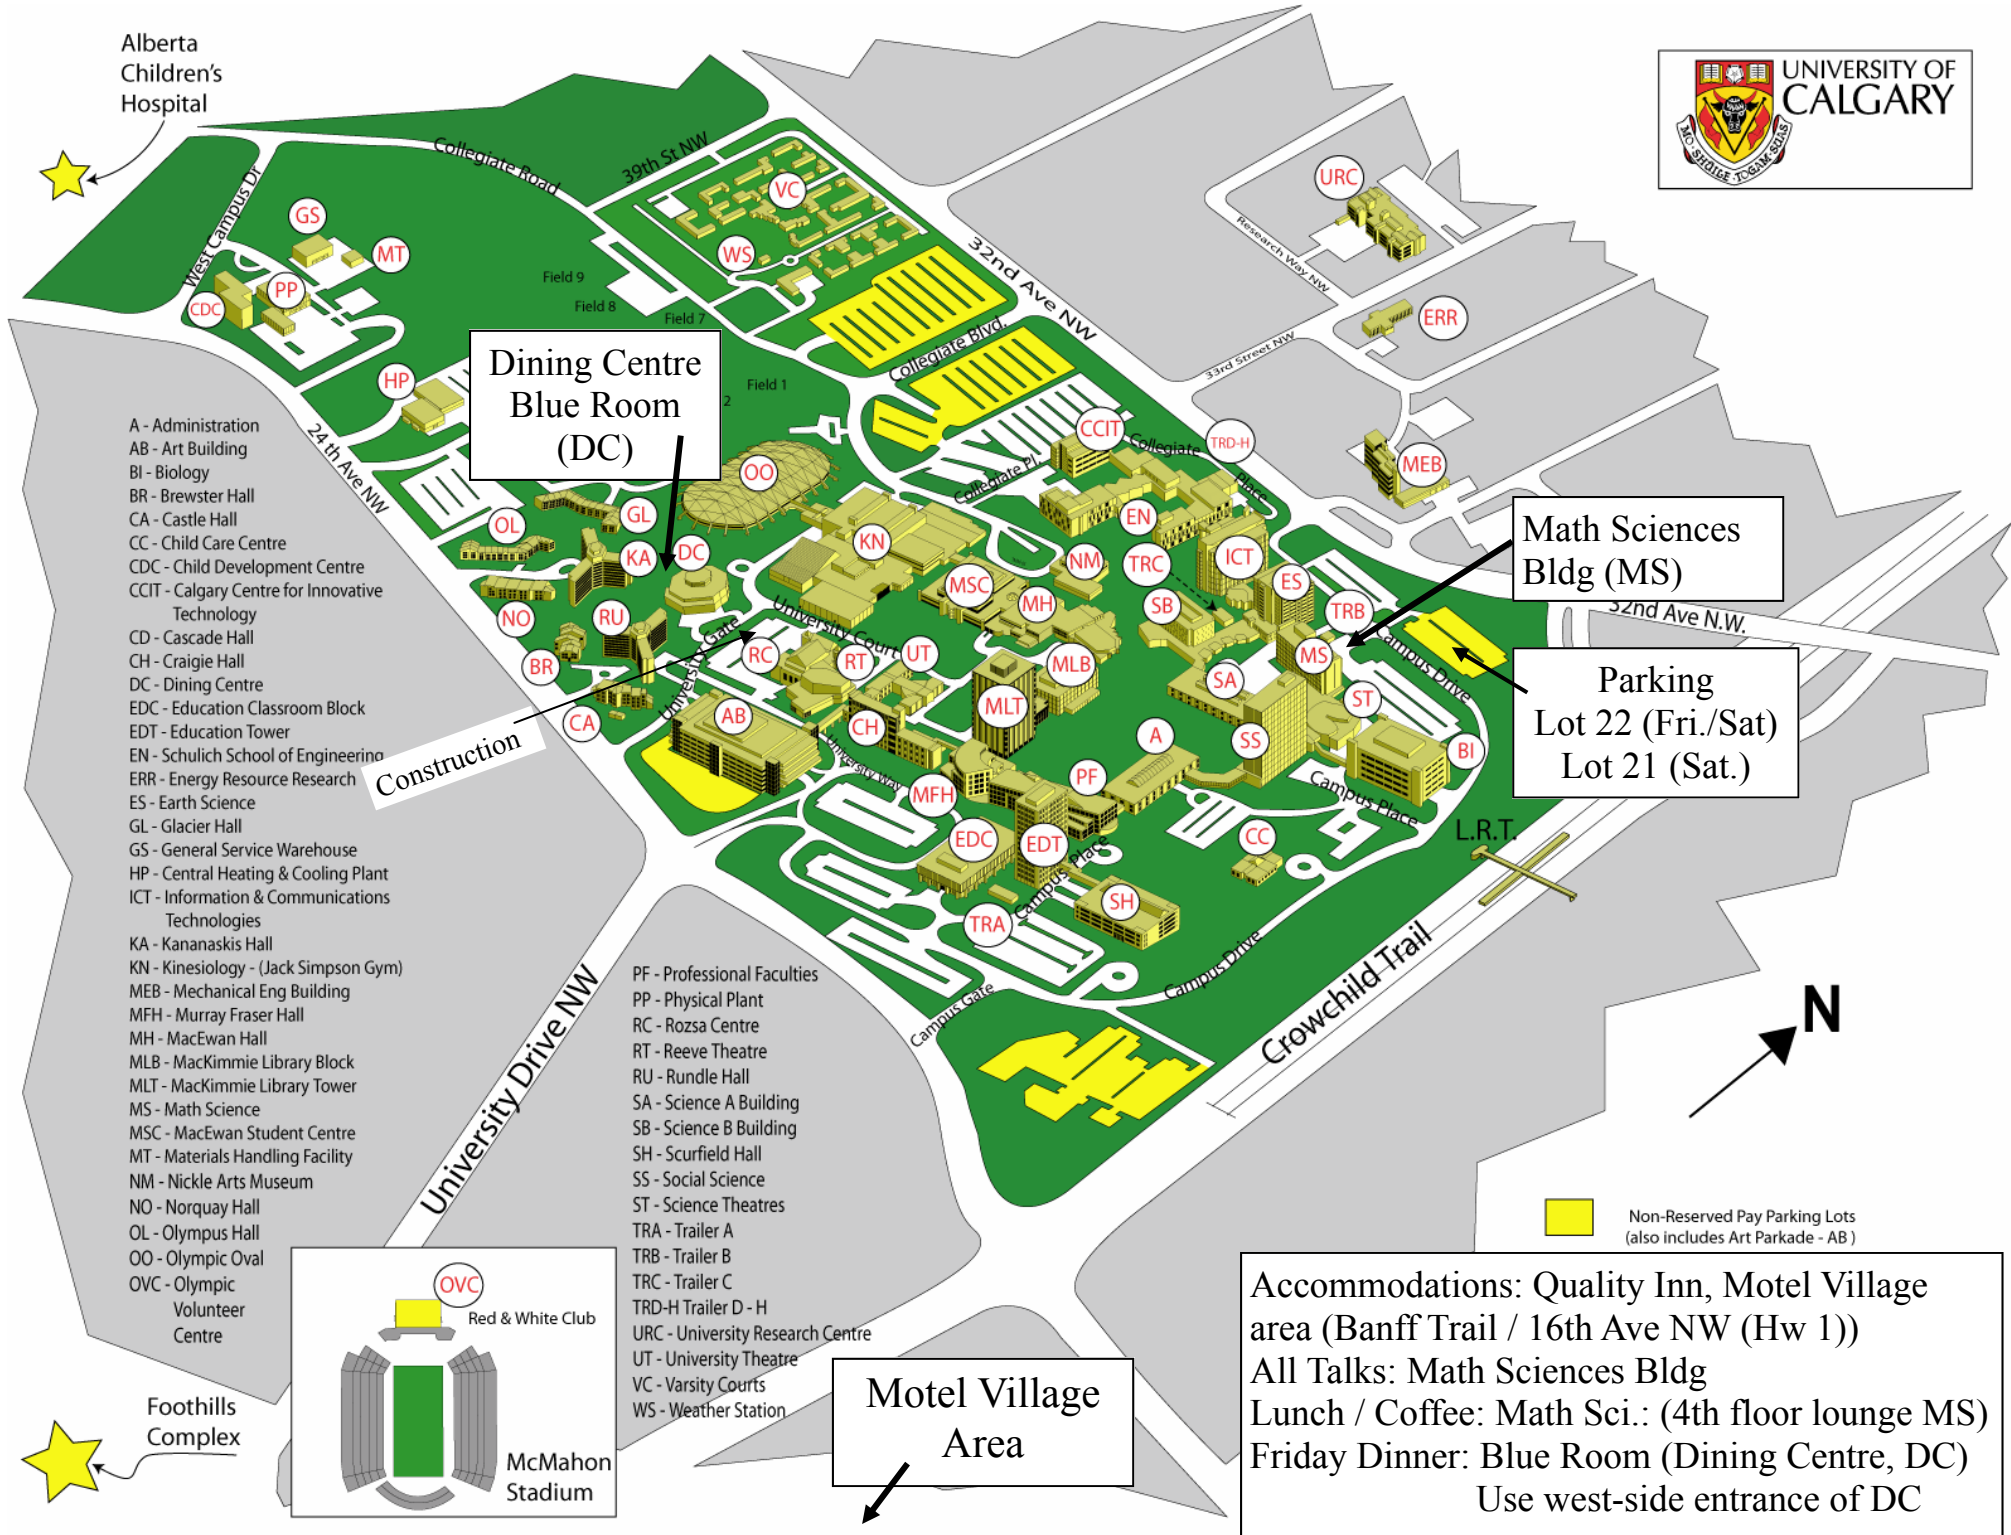 Alberta
Children's
Hospital
UNIVERSITY OF
CALGARY
MO·SHÙILE·TOGAM·SUAS
Collegiate Road
39th St NW
West Campus Dr
32nd Ave NW
Research Way NW
33rd Street NW
URC
ERR
MEB
VC
WS
GS
MT
PP
CDC
HP
Field 9
Field 8
Field 7
Field 1
2
Collegiate Blvd.
Dining Centre
Blue Room
(DC)
24 th Ave NW
OO
CCIT
Collegiate
Place
TRD-H
Collegiate Pl.
EN
OL
GL
KA
DC
KN
NM
TRC
ICT
ES
TRB
Math Sciences
Bldg (MS)
32nd Ave N.W.
MSC
MH
SB
NO
RU
BR
CA
University Gate
University Court
RC
RT
UT
MLB
MS
SA
ST
Campus Drive
Parking
Lot 22 (Fri./Sat)
Lot 21 (Sat.)
AB
CH
MLT
A
SS
BI
Construction
University Way
MFH
PF
Campus Place
L.R.T.
EDC
EDT
CC
Campus Place
TRA
SH
Campus Drive
Campus Gate
Crowchild Trail
University Drive NW
N
A - Administration
AB - Art Building
BI - Biology
BR - Brewster Hall
CA - Castle Hall
CC - Child Care Centre
CDC - Child Development Centre
CCIT - Calgary Centre for Innovative
Technology
CD - Cascade Hall
CH - Craigie Hall
DC - Dining Centre
EDC - Education Classroom Block
EDT - Education Tower
EN - Schulich School of Engineering
ERR - Energy Resource Research
ES - Earth Science
GL - Glacier Hall
GS - General Service Warehouse
HP - Central Heating & Cooling Plant
ICT - Information & Communications
Technologies
KA - Kananaskis Hall
KN - Kinesiology - (Jack Simpson Gym)
MEB - Mechanical Eng Building
MFH - Murray Fraser Hall
MH - MacEwan Hall
MLB - MacKimmie Library Block
MLT - MacKimmie Library Tower
MS - Math Science
MSC - MacEwan Student Centre
MT - Materials Handling Facility
NM - Nickle Arts Museum
NO - Norquay Hall
OL - Olympus Hall
OO - Olympic Oval
OVC - Olympic
Volunteer
Centre
PF - Professional Faculties
PP - Physical Plant
RC - Rozsa Centre
RT - Reeve Theatre
RU - Rundle Hall
SA - Science A Building
SB - Science B Building
SH - Scurfield Hall
SS - Social Science
ST - Science Theatres
TRA - Trailer A
TRB - Trailer B
TRC - Trailer C
TRD-H Trailer D - H
URC - University Research Centre
UT - University Theatre
VC - Varsity Courts
WS - Weather Station
OVC
Red & White Club
McMahon
Stadium
Foothills
Complex
Motel Village
Area
Non-Reserved Pay Parking Lots
(also includes Art Parkade - AB )
Accommodations: Quality Inn, Motel Village
area (Banff Trail / 16th Ave NW (Hw 1))
All Talks: Math Sciences Bldg
Lunch / Coffee: Math Sci.: (4th floor lounge MS)
Friday Dinner: Blue Room (Dining Centre, DC)
Use west-side entrance of DC